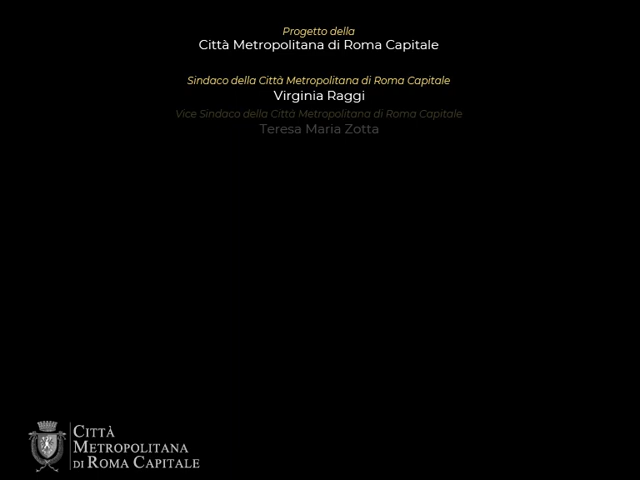 Progetto della
Città Metropolitana di Roma Capitale
Sindaco della Città Metropolitana di Roma Capitale
Virginia Raggi
Vice Sindaco della Città Metropolitana di Roma Capitale
Teresa Maria Zotta
CITTÀ
METROPOLITANA
DI ROMA CAPITALE